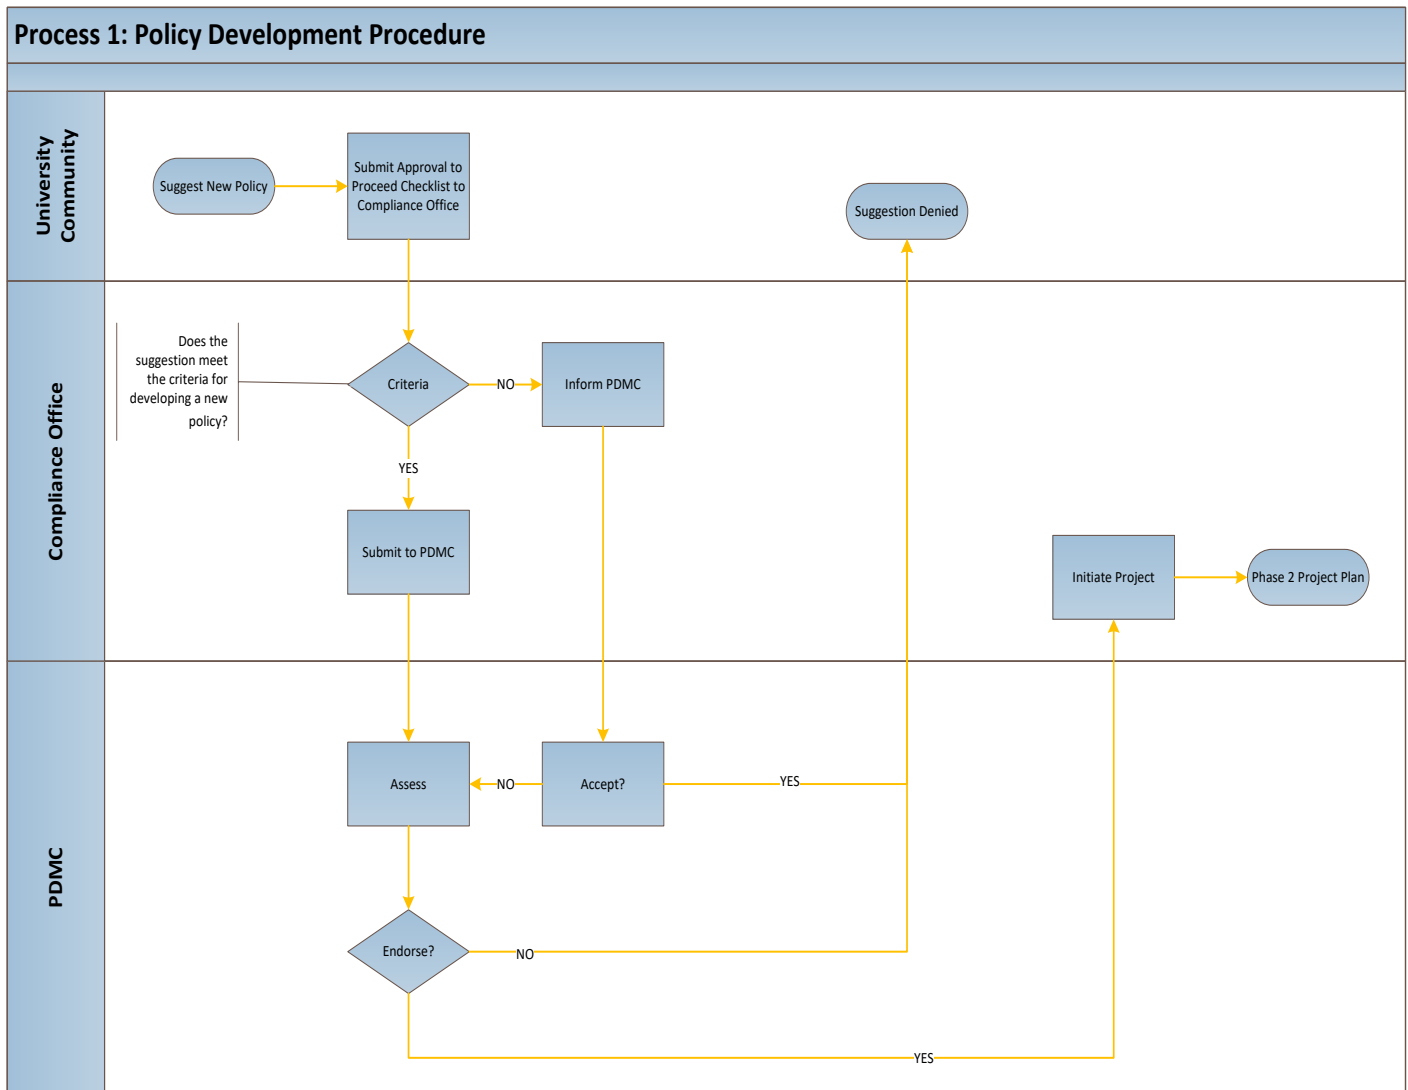 Process 1: Policy Development Procedure
University
Community
Suggest New Policy
Submit Approval to
Proceed Checklist to
Compliance Office
Suggestion Denied
Compliance Office
Does the
suggestion meet
the criteria for
developing a new
policy?
Criteria
NO
Inform PDMC
YES
Submit to PDMC
Initiate Project
Phase 2 Project Plan
PDMC
Assess
NO
Accept?
YES
Endorse?
NO
YES